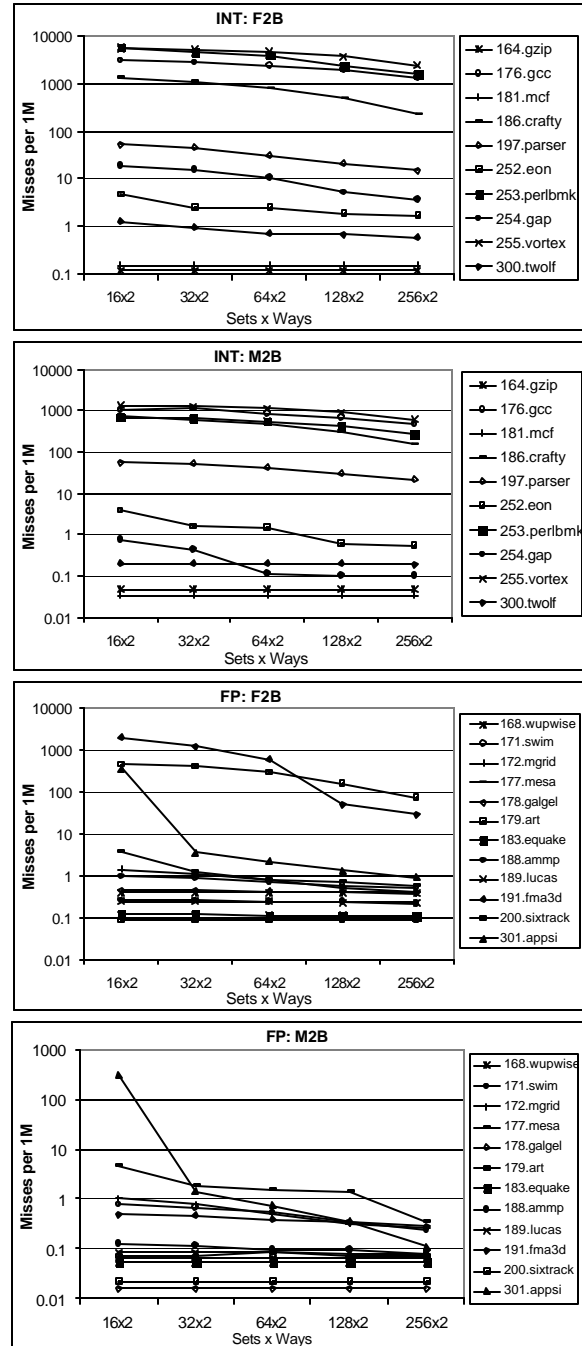 INT: F2B
Misses per 1M
10000
1000
100
10
1
0.1
16x2 32x2 64x2 128x2 256x2
Sets x Ways
164.gzip
176.gcc
181.mcf
186.crafty
197.parser
252.eon
253.perlbmk
254.gap
255.vortex
300.twolf
INT: M2B
Misses per 1M
10000
1000
100
10
1
0.1
0.01
16x2 32x2 64x2 128x2 256x2
Sets x Ways
164.gzip
176.gcc
181.mcf
186.crafty
197.parser
252.eon
253.perlbmk
254.gap
255.vortex
300.twolf
FP: F2B
Misses per 1M
10000
1000
100
10
1
0.1
0.01
16x2 32x2 64x2 128x2 256x2
Sets x Ways
168.wupwise
171.swim
172.mgrid
177.mesa
178.galgel
179.art
183.equake
188.ammp
189.lucas
191.fma3d
200.sixtrack
301.appsi
FP: M2B
Misses per 1M
1000
100
10
1
0.1
0.01
16x2 32x2 64x2 128x2 256x2
Sets x Ways
168.wupwise
171.swim
172.mgrid
177.mesa
178.galgel
179.art
183.equake
188.ammp
189.lucas
191.fma3d
200.sixtrack
301.appsi